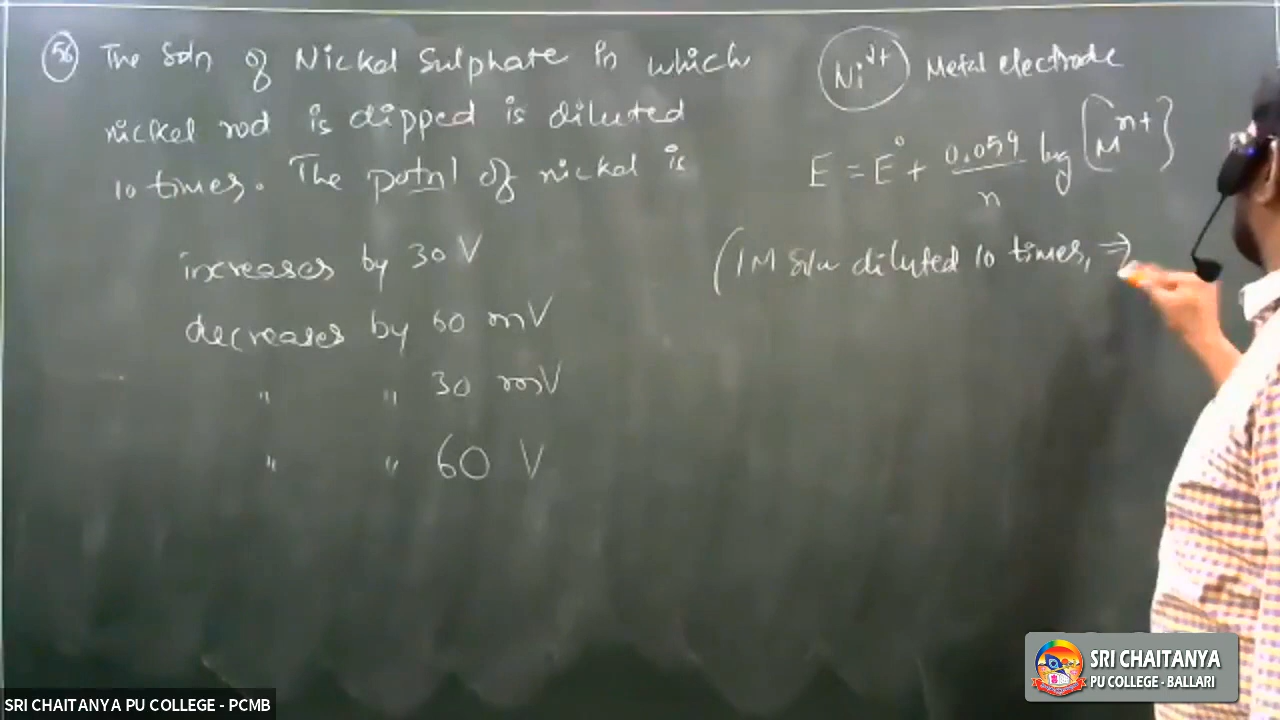 56 The Soln of Nickel Sulphate in which
nickel rod is dipped is diluted
10 times. The potnl of nickel is
increases by 30 V
decreases by 60 mV
" " 30 mV
" " 60 V
Ni2+ Metal electrode
E = E° + 0.059/n log [Mn+]
(1M Soln diluted 10 times, ⇒
SRI CHAITANYA
PU COLLEGE - BALLARI
SRI CHAITANYA PU COLLEGE - PCMB